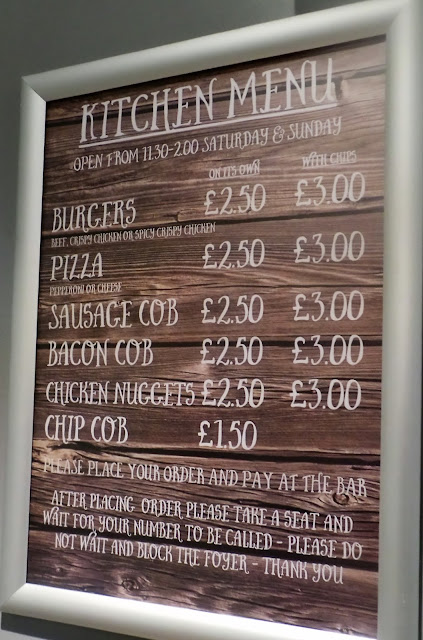 KITCHEN MENU
OPEN FROM 11.30-2.00 SATURDAY & SUNDAY
ON ITS OWN WITH CHIPS
BURGERS £2.50 £3.00
BEEF, CRISPY CHICKEN OR SPICY CRISPY CHICKEN
PIZZA £2.50 £3.00
PEPPERONI OR CHEESE
SAUSAGE COB £2.50 £3.00
BACON COB £2.50 £3.00
CHICKEN NUGGETS £2.50 £3.00
CHIP COB £1.50
PLEASE PLACE YOUR ORDER AND PAY AT THE BAR
AFTER PLACING ORDER PLEASE TAKE A SEAT AND
WAIT FOR YOUR NUMBER TO BE CALLED - PLEASE DO
NOT WAIT AND BLOCK THE FOYER - THANK YOU